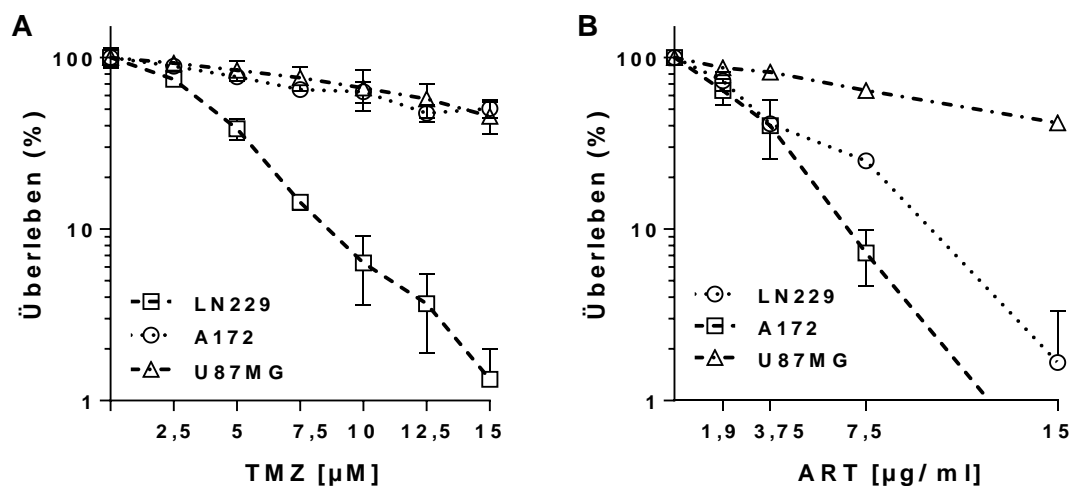 A
Überleben (%)
100
10
1
LN229
A172
U87MG
2,5 5 7,5 10 12,5 15
TMZ [µM]
B
Überleben (%)
100
10
1
LN229
A172
U87MG
1,9 3,75 7,5 15
ART [µg/ ml]